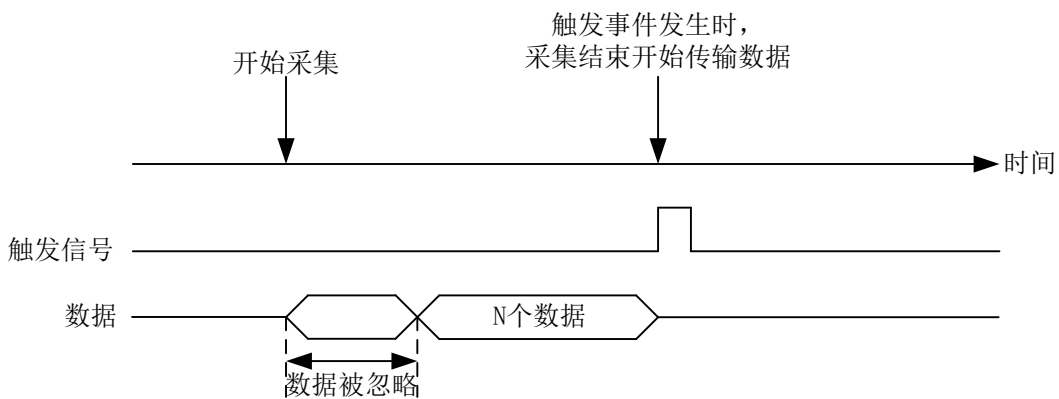 触发事件发生时，
采集结束开始传输数据
开始采集
时间
触发信号
数据
N个数据
数据被忽略